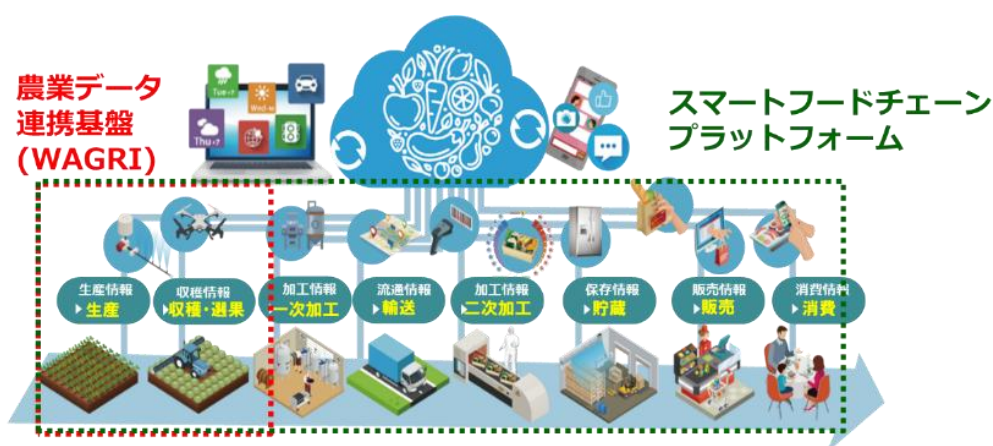 農業データ
連携基盤
(WAGRI)
スマートフードチェーン
プラットフォーム
Tue
Wed
Thu
生産情報
生産
収穫情報
収穫・選果
加工情報
一次加工
流通情報
輸送
加工情報
二次加工
保存情報
貯蔵
販売情報
販売
消費情報
消費